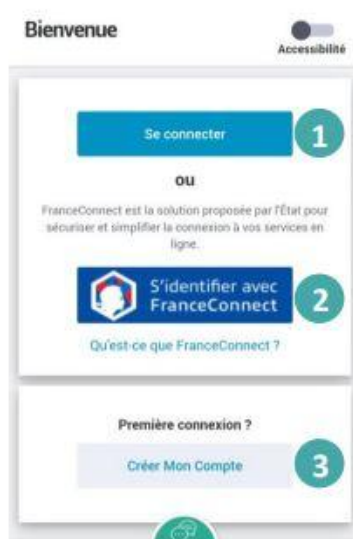 Bienvenue
Accessibilité
Se connecter
1
ou
FranceConnect est la solution proposée par l'État pour
sécuriser et simplifier la connexion à vos services en
ligne.
S'identifier avec
FranceConnect
2
Qu'est-ce que FranceConnect ?
Première connexion ?
Créer Mon Compte
3